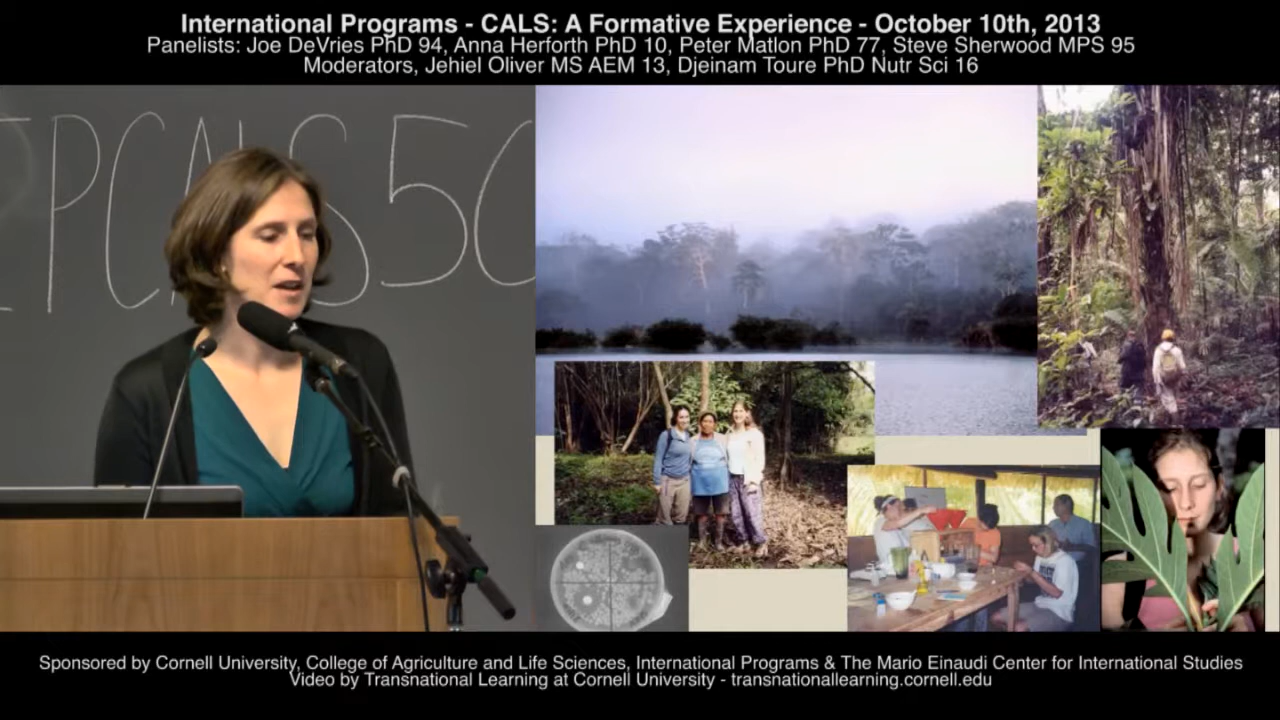 International Programs - CALS: A Formative Experience - October 10th, 2013
Panelists: Joe DeVries PhD 94, Anna Herforth PhD 10, Peter Matlon PhD 77, Steve Sherwood MPS 95
Moderators, Jehiel Oliver MS AEM 13, Djeinam Toure PhD Nutr Sci 16
IPCALS 50
Sponsored by Cornell University, College of Agriculture and Life Sciences, International Programs & The Mario Einaudi Center for International Studies
Video by Transnational Learning at Cornell University - transnationallearning.cornell.edu